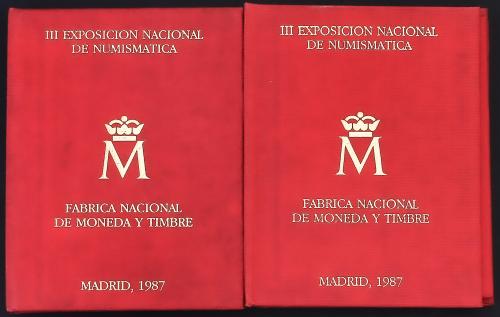 III EXPOSICION NACIONAL
DE NUMISMATICA
M
FABRICA NACIONAL
DE MONEDA Y TIMBRE
MADRID, 1987
III EXPOSICION NACIONAL
DE NUMISMATICA
M
FABRICA NACIONAL
DE MONEDA Y TIMBRE
MADRID, 1987